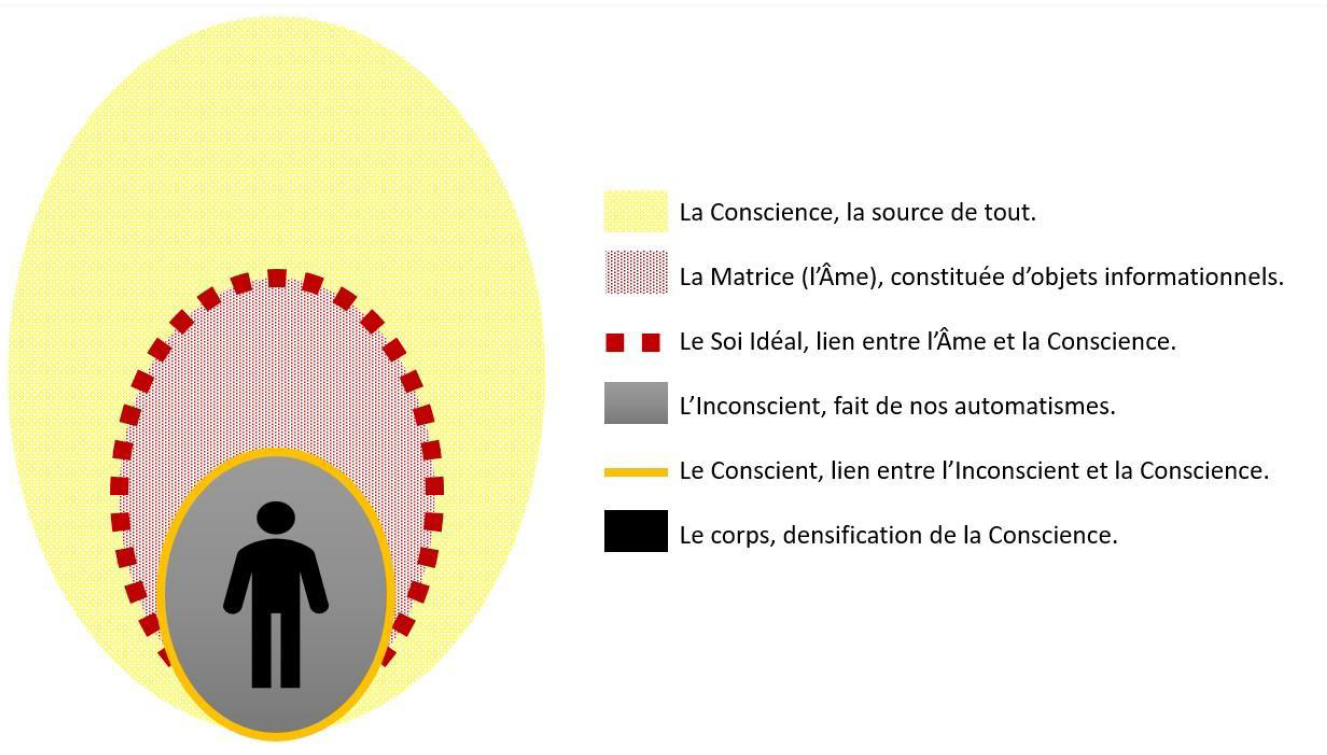 La Conscience, la source de tout.
La Matrice (l’Âme), constituée d’objets informationnels.
Le Soi Idéal, lien entre l’Âme et la Conscience.
L’Inconscient, fait de nos automatismes.
Le Conscient, lien entre l’Inconscient et la Conscience.
Le corps, densification de la Conscience.